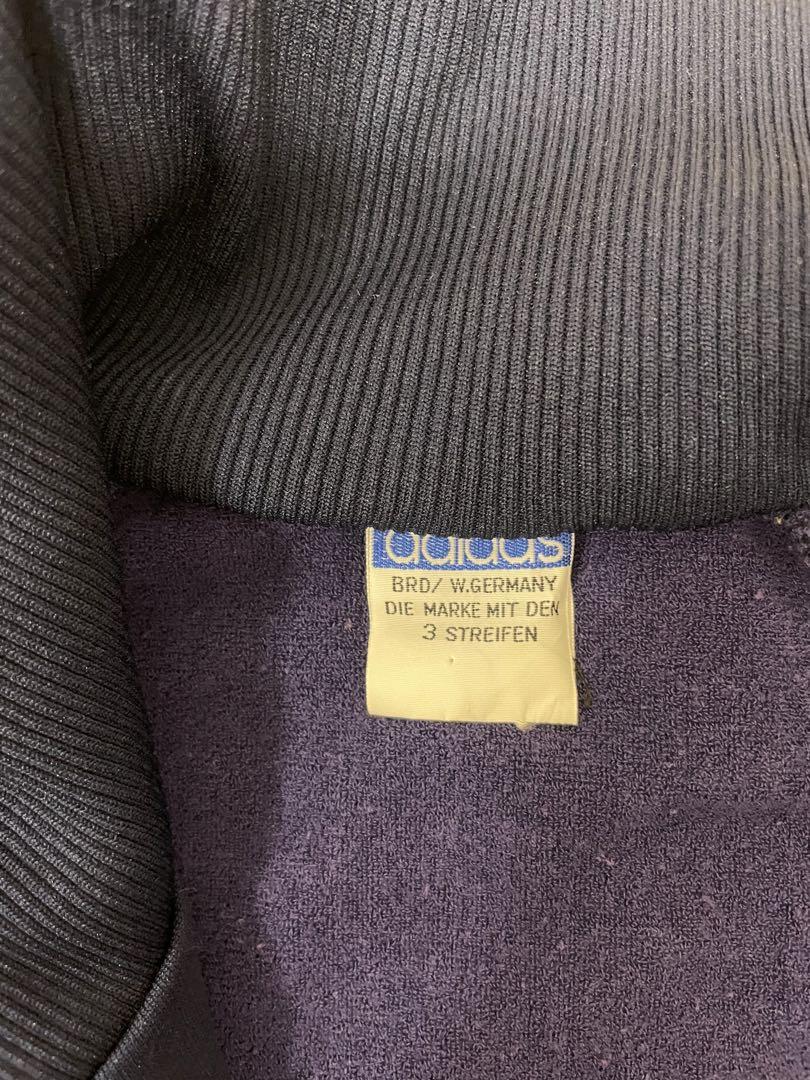 adidas
BRD/ W.GERMANY
DIE MARKE MIT DEN
3 STREIFEN